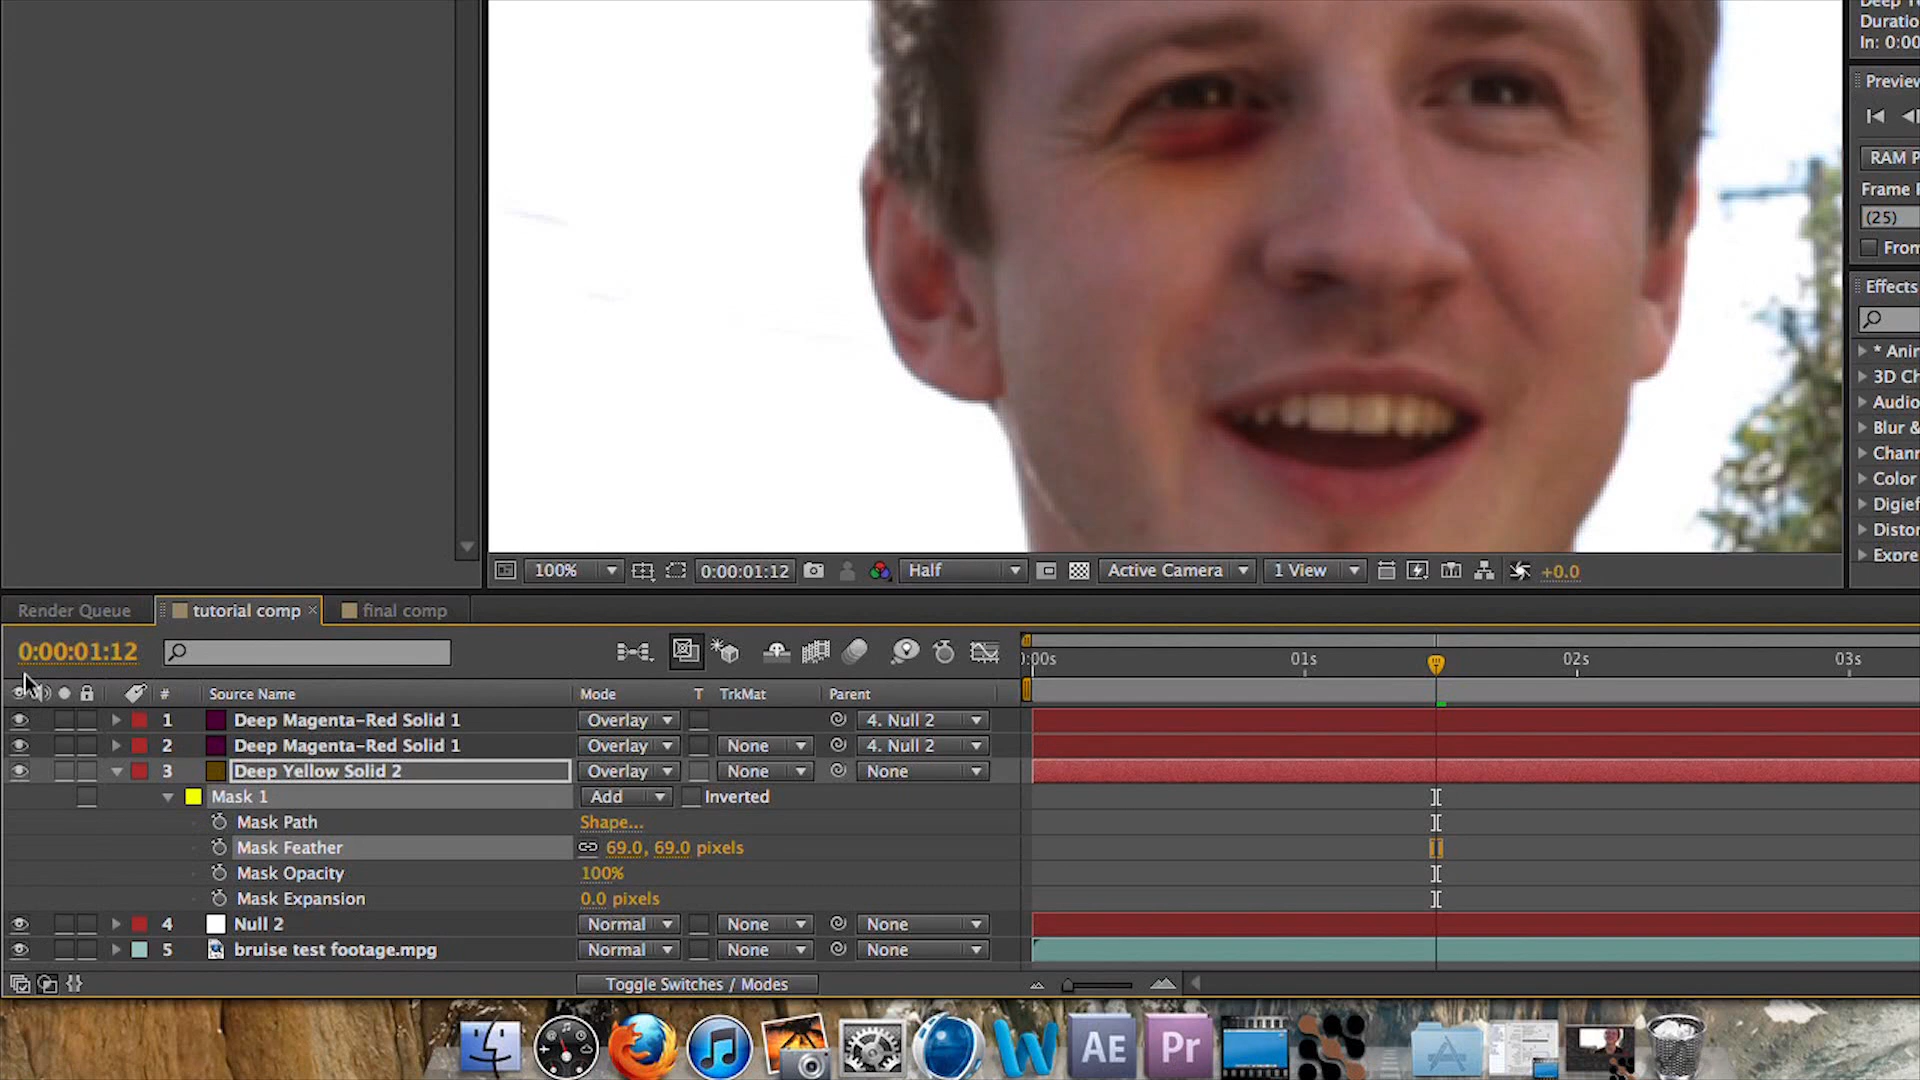 Duratio
In: 0:00
Preview
RAM P
Frame
(25)
From
Effects
* Anir
3D Ch
Audio
Blur &
Chann
Color
Digief
Distor
Expre
100%
0:00:01:12
Half
Active Camera
1 View
+0.0
Render Queue
tutorial comp
final comp
0:00:01:12
:00s
01s
02s
03s
# Source Name Mode T TrkMat Parent
1 Deep Magenta-Red Solid 1 Overlay 4. Null 2
2 Deep Magenta-Red Solid 1 Overlay None 4. Null 2
3 Deep Yellow Solid 2 Overlay None None
Mask 1 Add Inverted
Mask Path Shape...
Mask Feather 69.0, 69.0 pixels
Mask Opacity 100%
Mask Expansion 0.0 pixels
4 Null 2 Normal None None
5 bruise test footage.mpg Normal None None
Toggle Switches / Modes
W AE Pr